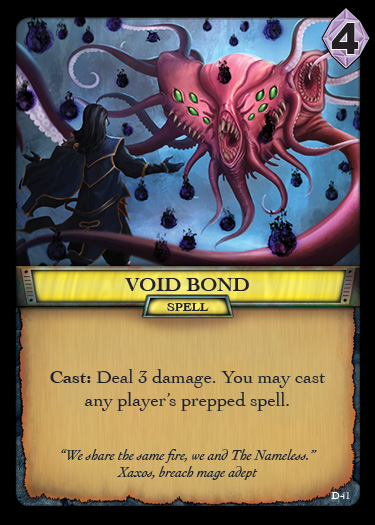 4
VOID BOND
SPELL
Cast: Deal 3 damage. You may cast
any player's prepped spell.
"We share the same fire, we and The Nameless."
Xaxos, breach mage adept